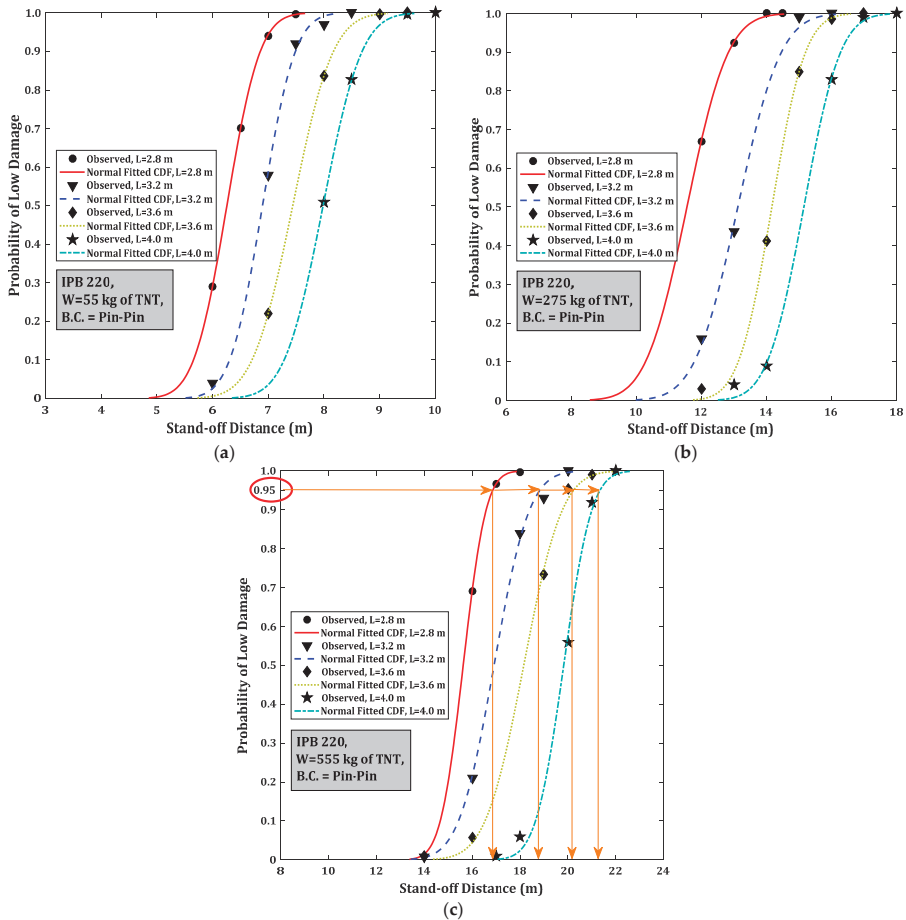 Probability of Low Damage
1.0
0.9
0.8
0.7
0.6
0.5
0.4
0.3
0.2
0.1
0
Observed, L=2.8 m
Normal Fitted CDF, L=2.8 m
Observed, L=3.2 m
Normal Fitted CDF, L=3.2 m
Observed, L=3.6 m
Normal Fitted CDF, L=3.6 m
Observed, L=4.0 m
Normal Fitted CDF, L=4.0 m
IPB 220,
W=55 kg of TNT,
B.C. = Pin-Pin
3 4 5 6 7 8 9 10
Stand-off Distance (m)
(a)
Probability of Low Damage
1.0
0.9
0.8
0.7
0.6
0.5
0.4
0.3
0.2
0.1
0
Observed, L=2.8 m
Normal Fitted CDF, L=2.8 m
Observed, L=3.2 m
Normal Fitted CDF, L=3.2 m
Observed, L=3.6 m
Normal Fitted CDF, L=3.6 m
Observed, L=4.0 m
Normal Fitted CDF, L=4.0 m
IPB 220,
W=275 kg of TNT,
B.C. = Pin-Pin
6 8 10 12 14 16 18
Stand-off Distance (m)
(b)
Probability of Low Damage
1.0
0.95
0.9
0.8
0.7
0.6
0.5
0.4
0.3
0.2
0.1
0
Observed, L=2.8 m
Normal Fitted CDF, L=2.8 m
Observed, L=3.2 m
Normal Fitted CDF, L=3.2 m
Observed, L=3.6 m
Normal Fitted CDF, L=3.6 m
Observed, L=4.0 m
Normal Fitted CDF, L=4.0 m
IPB 220,
W=555 kg of TNT,
B.C. = Pin-Pin
8 10 12 14 16 18 20 22 24
Stand-off Distance (m)
(c)